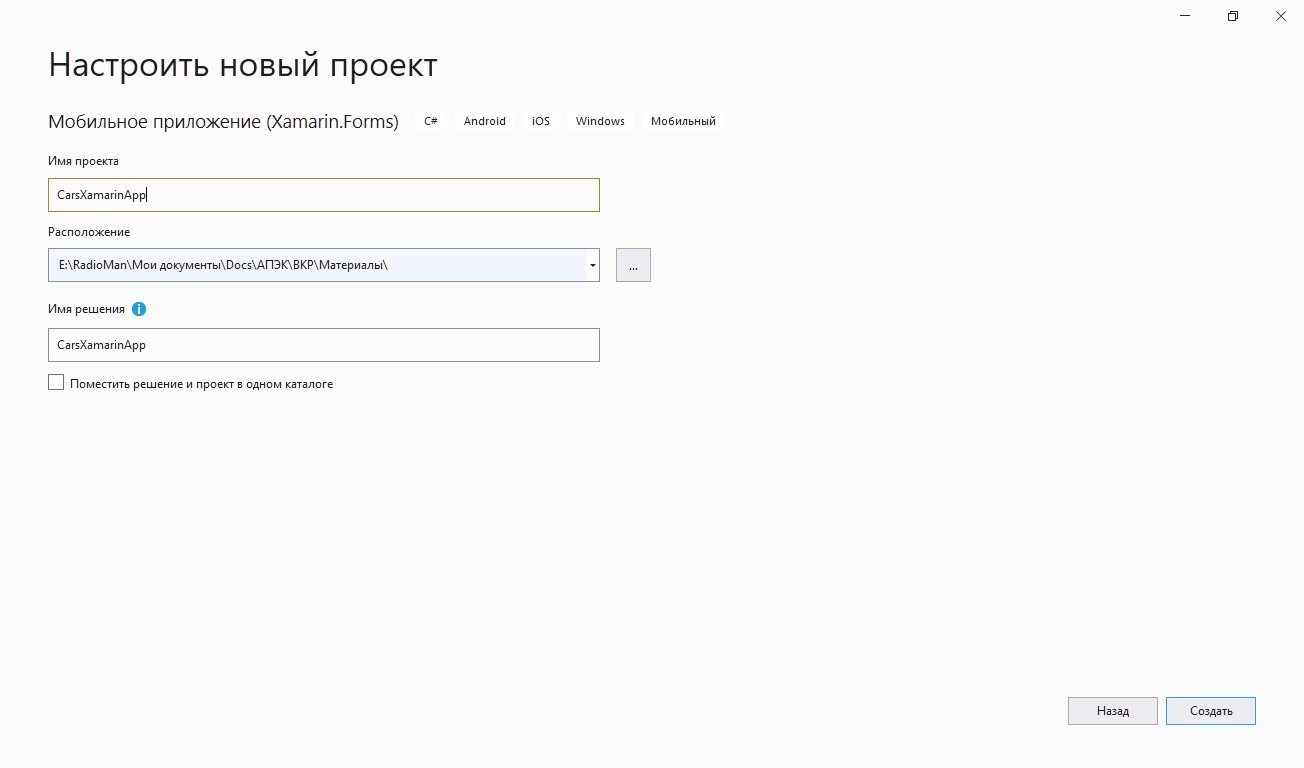 Настроить новый проект
Мобильное приложение (Xamarin.Forms) C# Android iOS Windows Мобильный
Имя проекта
CarsXamarinApp
Расположение
E:\RadioMan\Мои документы\Docs\АПЭК\ВКР\Материалы\
...
Имя решения
CarsXamarinApp
Поместить решение и проект в одном каталоге
Назад Создать